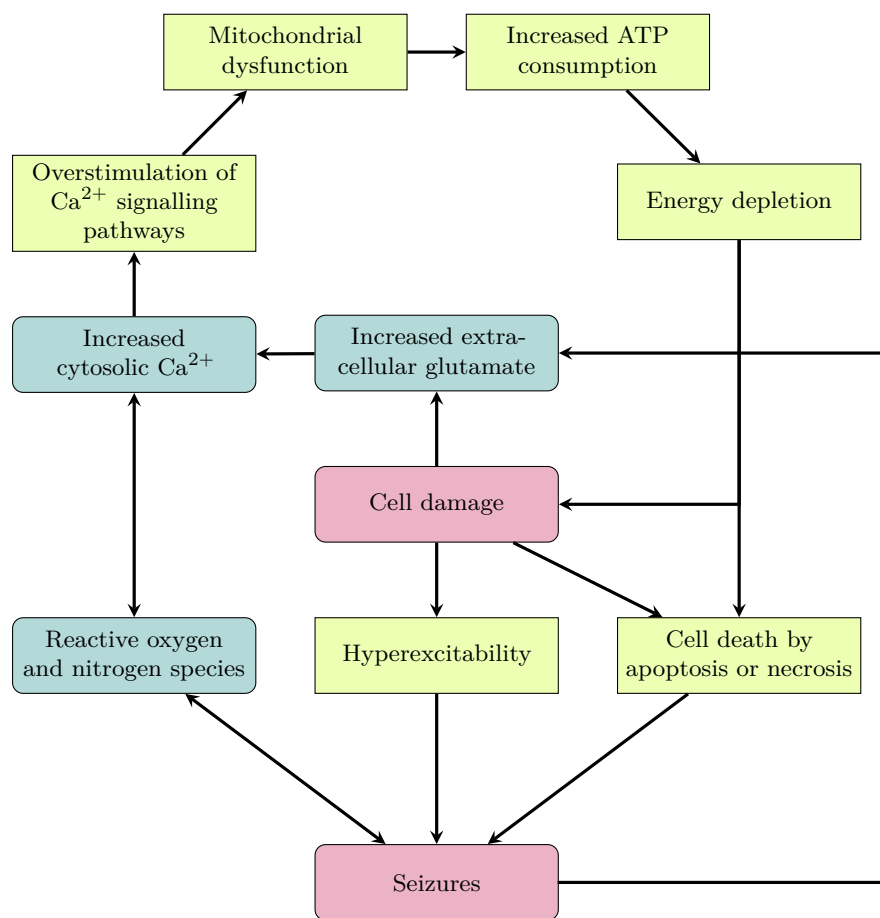 Mitochondrial
dysfunction
Increased ATP
consumption
Overstimulation of
Ca²⁺ signalling
pathways
Energy depletion
Increased
cytosolic Ca²⁺
Increased extra-
cellular glutamate
Cell damage
Reactive oxygen
and nitrogen species
Hyperexcitability
Cell death by
apoptosis or necrosis
Seizures